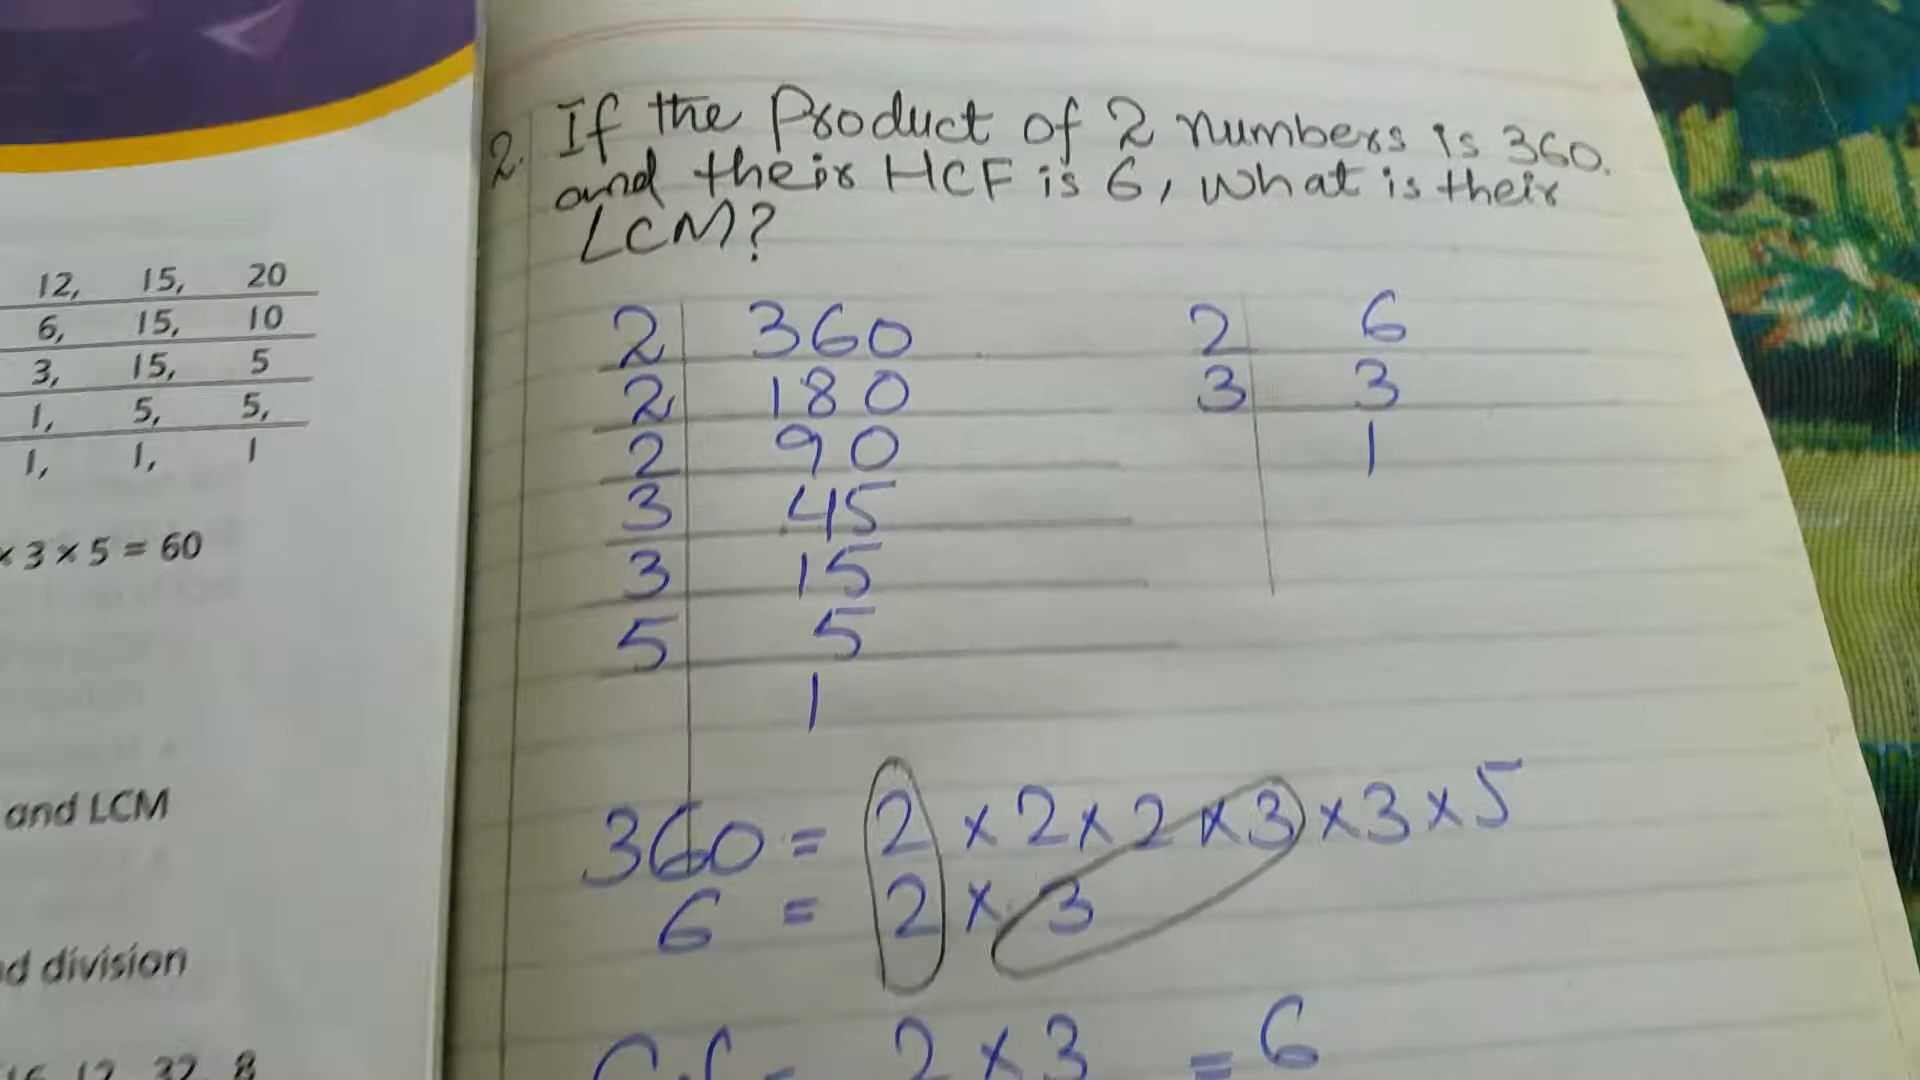 12, 15, 20
6, 15, 10
3, 15, 5
1, 5, 5,
1, 1, 1
× 3 × 5 = 60
and LCM
d division
12 32 8
2. If the Product of 2 numbers is 360.
and their HCF is 6, What is their
LCM?
2 360
2 180
2 90
3 45
3 15
5 5
1
2 6
3 3
1
360 = 2 × 2 × 2 × 3 × 3 × 5
6 = 2 × 3
2 × 3 = 6